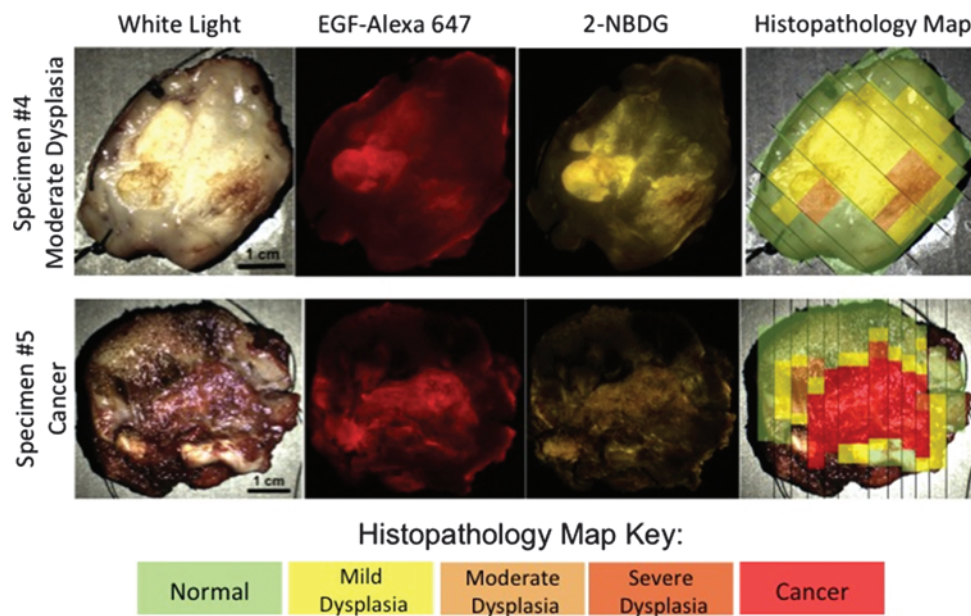 White Light
EGF-Alexa 647
2-NBDG
Histopathology Map
Specimen #4
Moderate Dysplasia
1 cm
Specimen #5
Cancer
1 cm
Histopathology Map Key:
Normal
Mild
Dysplasia
Moderate
Dysplasia
Severe
Dysplasia
Cancer